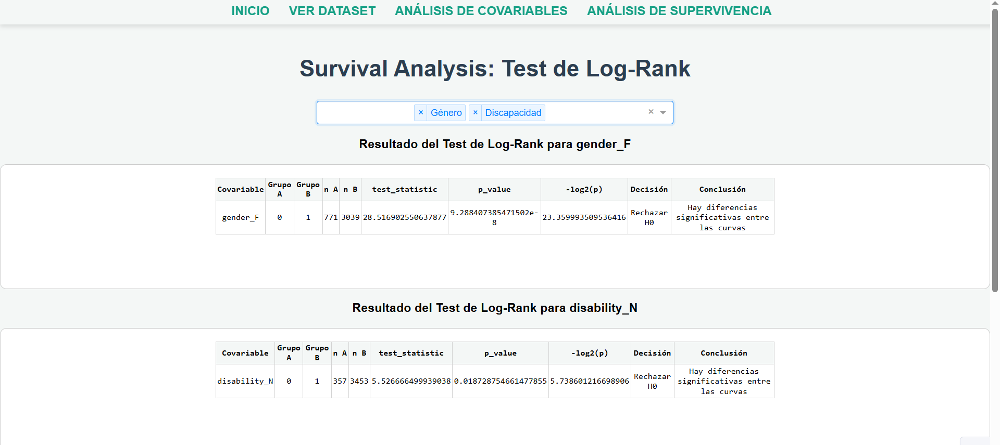 INICIO VER DATASET ANÁLISIS DE COVARIABLES ANÁLISIS DE SUPERVIVENCIA
Survival Analysis: Test de Log-Rank
× Género × Discapacidad × 
Resultado del Test de Log-Rank para gender_F
Covariable Grupo A Grupo B n A n B test_statistic p_value -log2(p) Decisión Conclusión
gender_F 0 1 771 3039 28.516902550637877 9.288407385471502e-8 23.359993509536416 Rechazar H0 Hay diferencias significativas entre las curvas
Resultado del Test de Log-Rank para disability_N
Covariable Grupo A Grupo B n A n B test_statistic p_value -log2(p) Decisión Conclusión
disability_N 0 1 357 3453 5.526666499939038 0.018728754661477855 5.738601216698906 Rechazar H0 Hay diferencias significativas entre las curvas